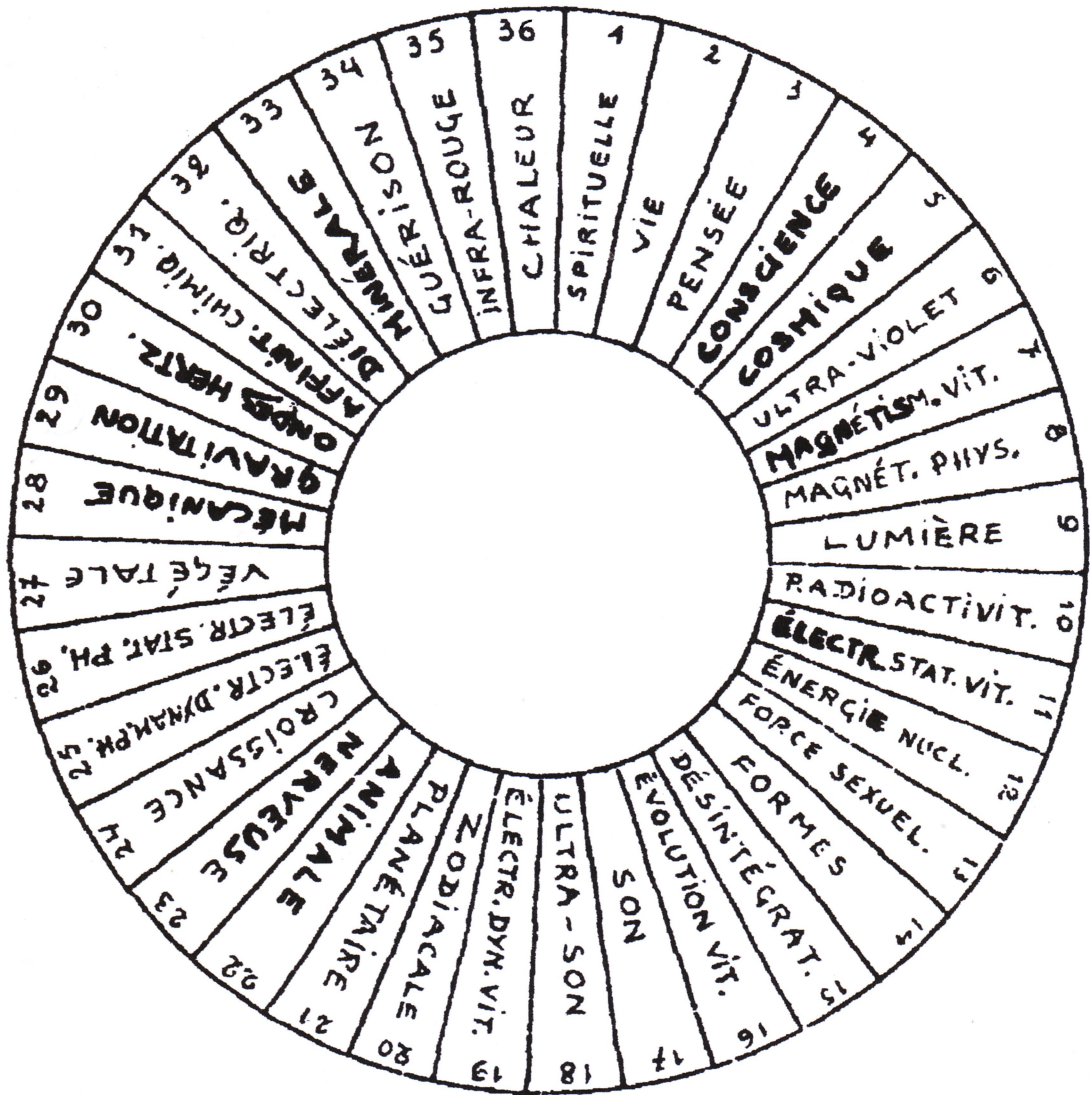 1 SPIRITUELLE
2 VIE
3 PENSÉE
4 CONSCIENCE
5 COSMIQUE
6 ULTRA-VIOLET
7 MAGNÉTISM. VIT.
8 MAGNÉT. PHYS.
9 LUMIÈRE
10 RADIOACTIVIT.
11 ÉLECTR. STAT. VIT.
12 ÉNERGIE NUCL.
13 FORCE SEXUEL.
14 FORMES
15 DÉSINTÉGRAT.
16 ÉVOLUTION VIT.
17 SON
18 ULTRA-SON
19 ÉLECTR. DYN. VIT.
20 ZODIACALE
21 PLANÉTAIRE
22 ANIMALE
23 NERVEUSE
24 CROISSANCE
25 ÉLECTR. DYNAM. PH.
26 ÉLECTR. STAT. PH.
27 VÉGÉTALE
28 MÉCANIQUE
29 GRAVITATION
30 ONDES HERTZ.
31 AFFINIT. CHIMIQ.
32 DIÉLECTRIQ.
33 MINÉRALE
34 GUÉRISON
35 INFRA-ROUGE
36 CHALEUR